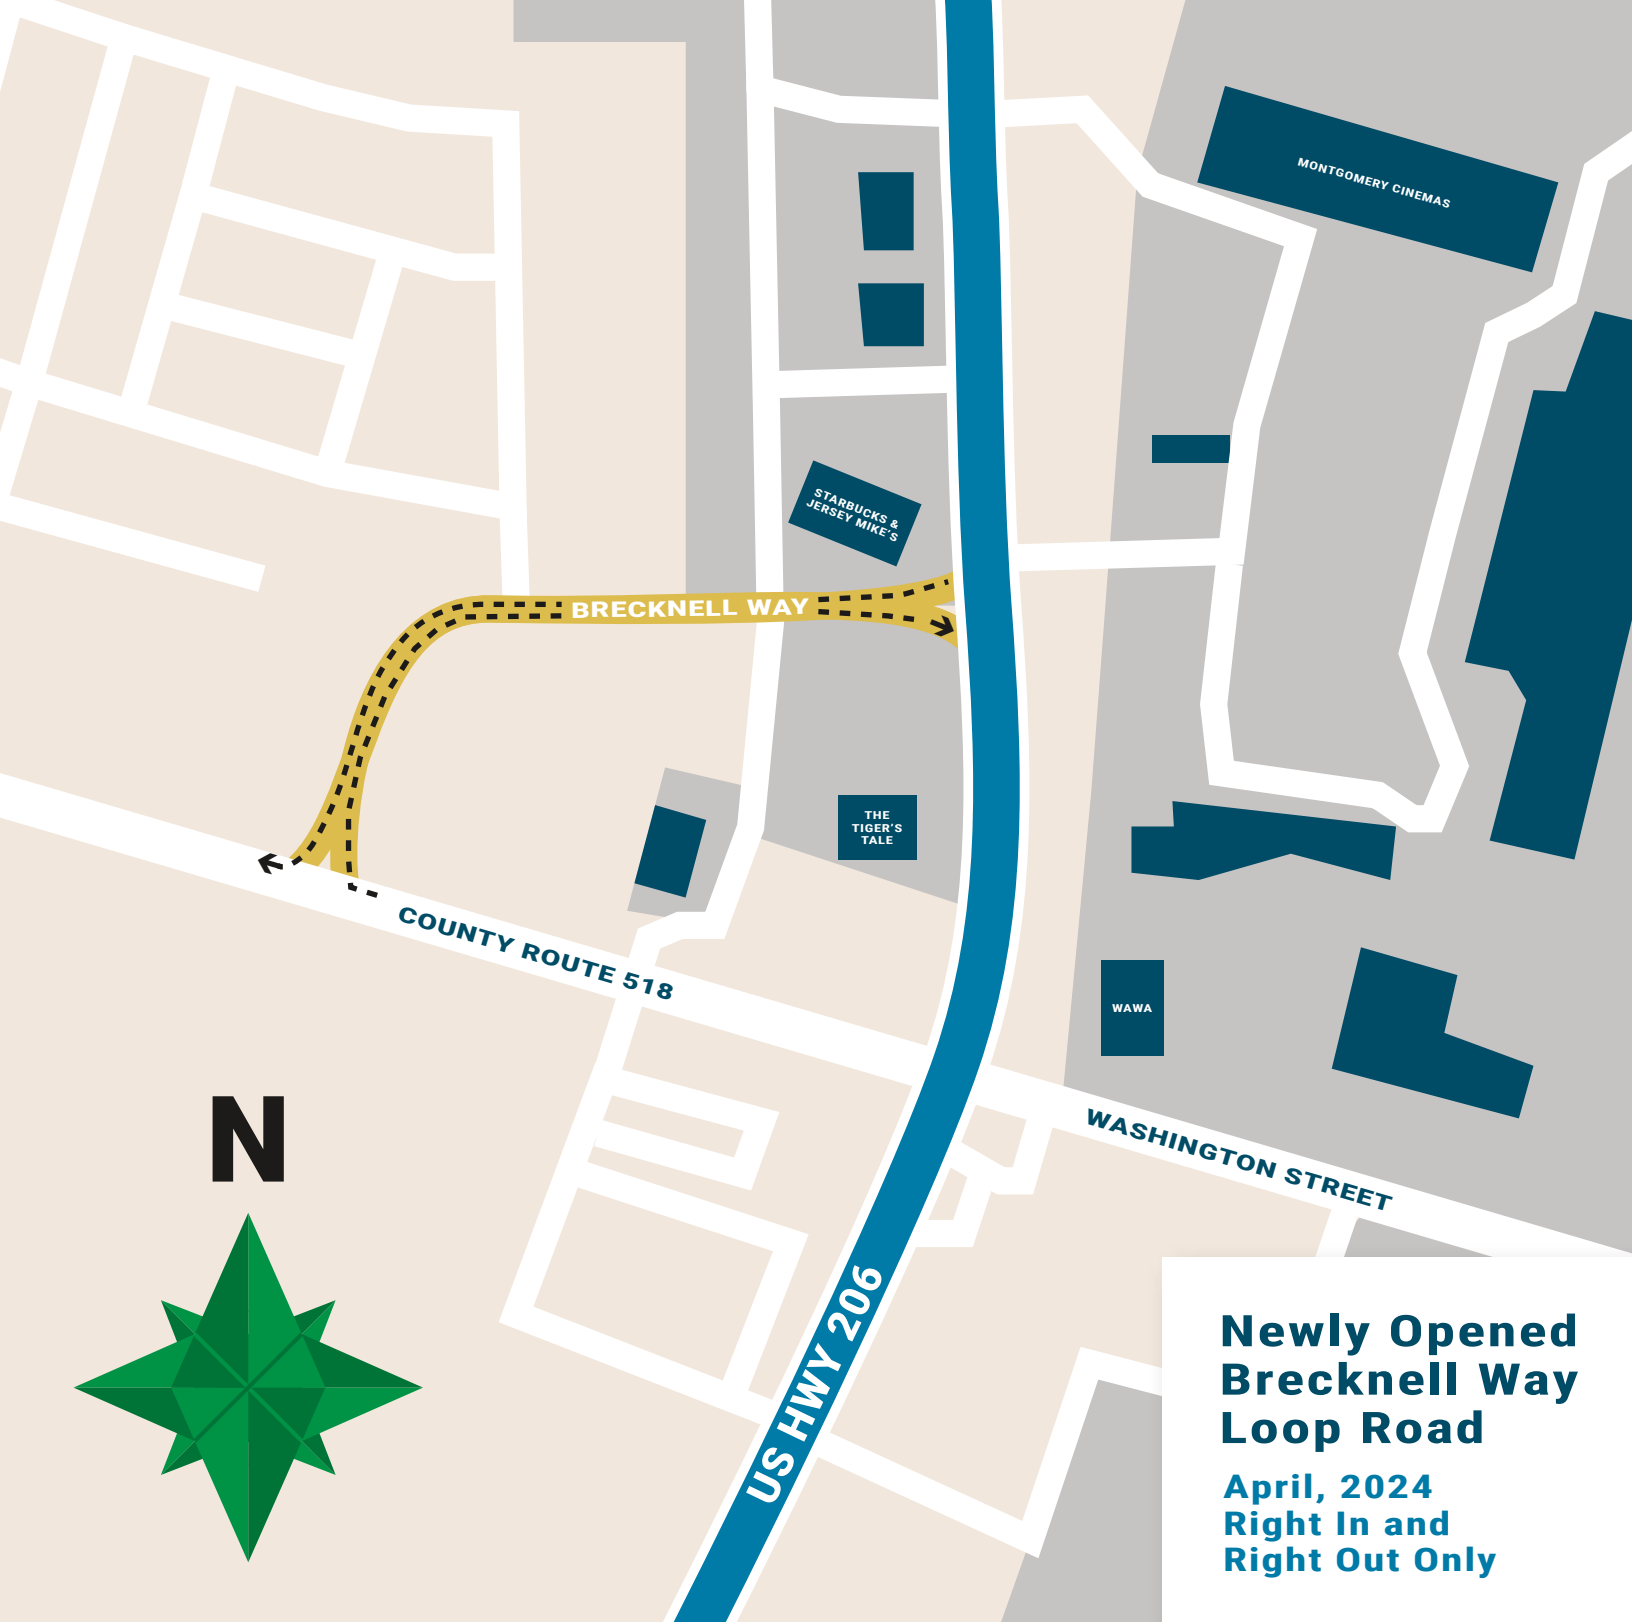 MONTGOMERY CINEMAS
STARBUCKS &
JERSEY MIKE'S
BRECKNELL WAY
THE
TIGER'S
TALE
COUNTY ROUTE 518
WAWA
WASHINGTON STREET
N
US HWY 206
Newly Opened
Brecknell Way
Loop Road
April, 2024
Right In and
Right Out Only